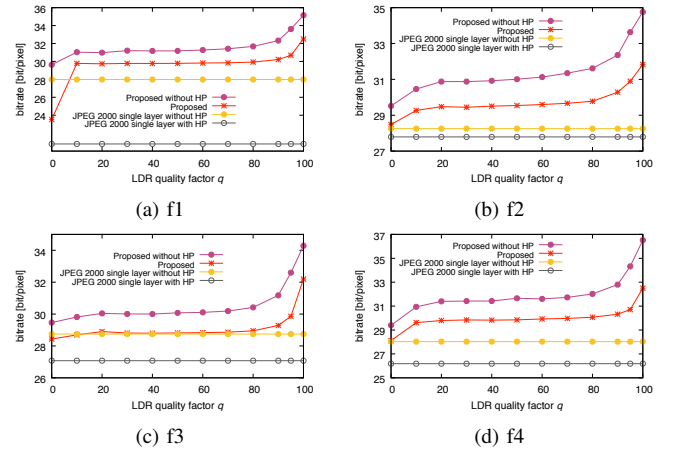 36
34
32
30
28
26
24
bitrate [bit/pixel]
Proposed without HP
Proposed
JPEG 2000 single layer without HP
JPEG 2000 single layer with HP
0 20 40 60 80 100
LDR quality factor q
(a) f1
35
33
31
29
27
bitrate [bit/pixel]
Proposed without HP
Proposed
JPEG 2000 single layer without HP
JPEG 2000 single layer with HP
0 20 40 60 80 100
LDR quality factor q
(b) f2
34
32
30
28
26
bitrate [bit/pixel]
Proposed without HP
Proposed
JPEG 2000 single layer without HP
JPEG 2000 single layer with HP
0 20 40 60 80 100
LDR quality factor q
(c) f3
37
35
33
31
29
27
25
bitrate [bit/pixel]
Proposed without HP
Proposed
JPEG 2000 single layer without HP
JPEG 2000 single layer with HP
0 20 40 60 80 100
LDR quality factor q
(d) f4